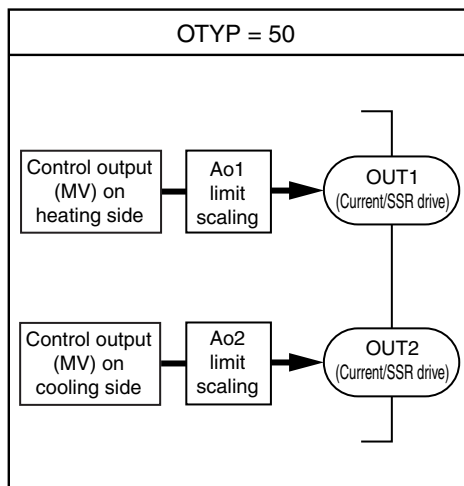 OTYP = 50
Control output
(MV) on
heating side
Ao1
limit
scaling
OUT1
(Current/SSR drive)
Control output
(MV) on
cooling side
Ao2
limit
scaling
OUT2
(Current/SSR drive)